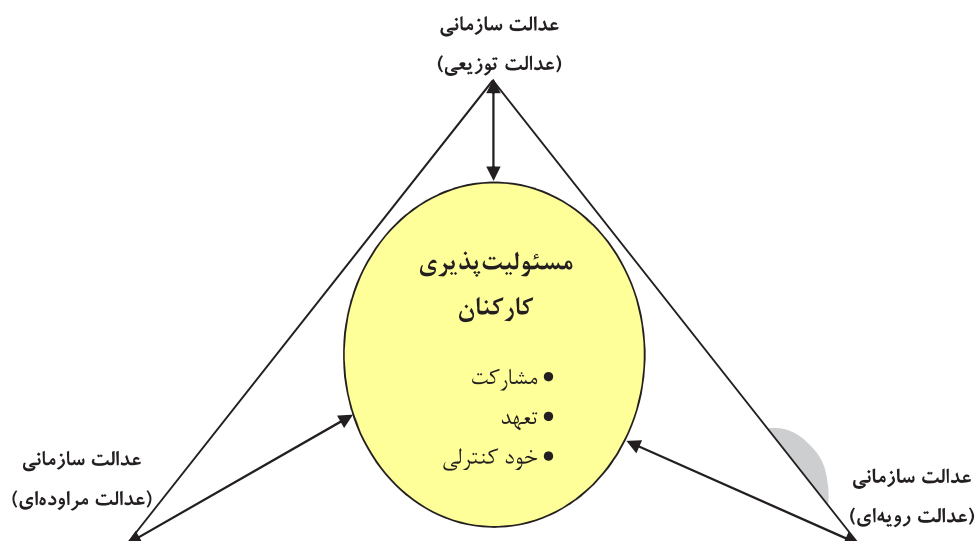 عدالت سازمانی
(عدالت توزیعی)
مسئولیت‌پذیری
کارکنان
• مشارکت
• تعهد
• خود کنترلی
عدالت سازمانی
(عدالت رویه‌ای)
عدالت سازمانی
(عدالت مراوده‌ای)